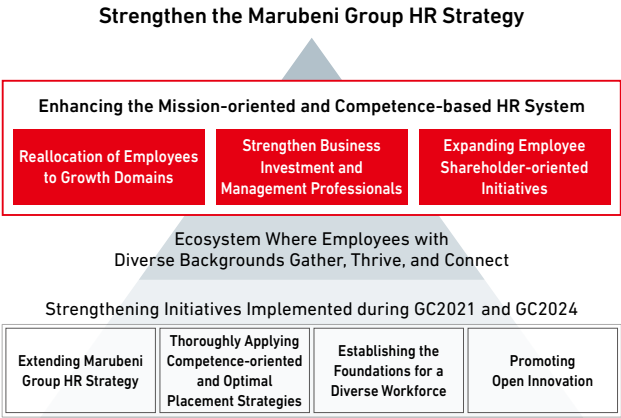 Strengthen the Marubeni Group HR Strategy
Enhancing the Mission-oriented and Competence-based HR System
Reallocation of Employees
to Growth Domains
Strengthen Business
Investment and
Management Professionals
Expanding Employee
Shareholder-oriented
Initiatives
Ecosystem Where Employees with
Diverse Backgrounds Gather, Thrive, and Connect
Strengthening Initiatives Implemented during GC2021 and GC2024
Extending Marubeni
Group HR Strategy
Thoroughly Applying
Competence-oriented
and Optimal
Placement Strategies
Establishing the
Foundations for a
Diverse Workforce
Promoting
Open Innovation